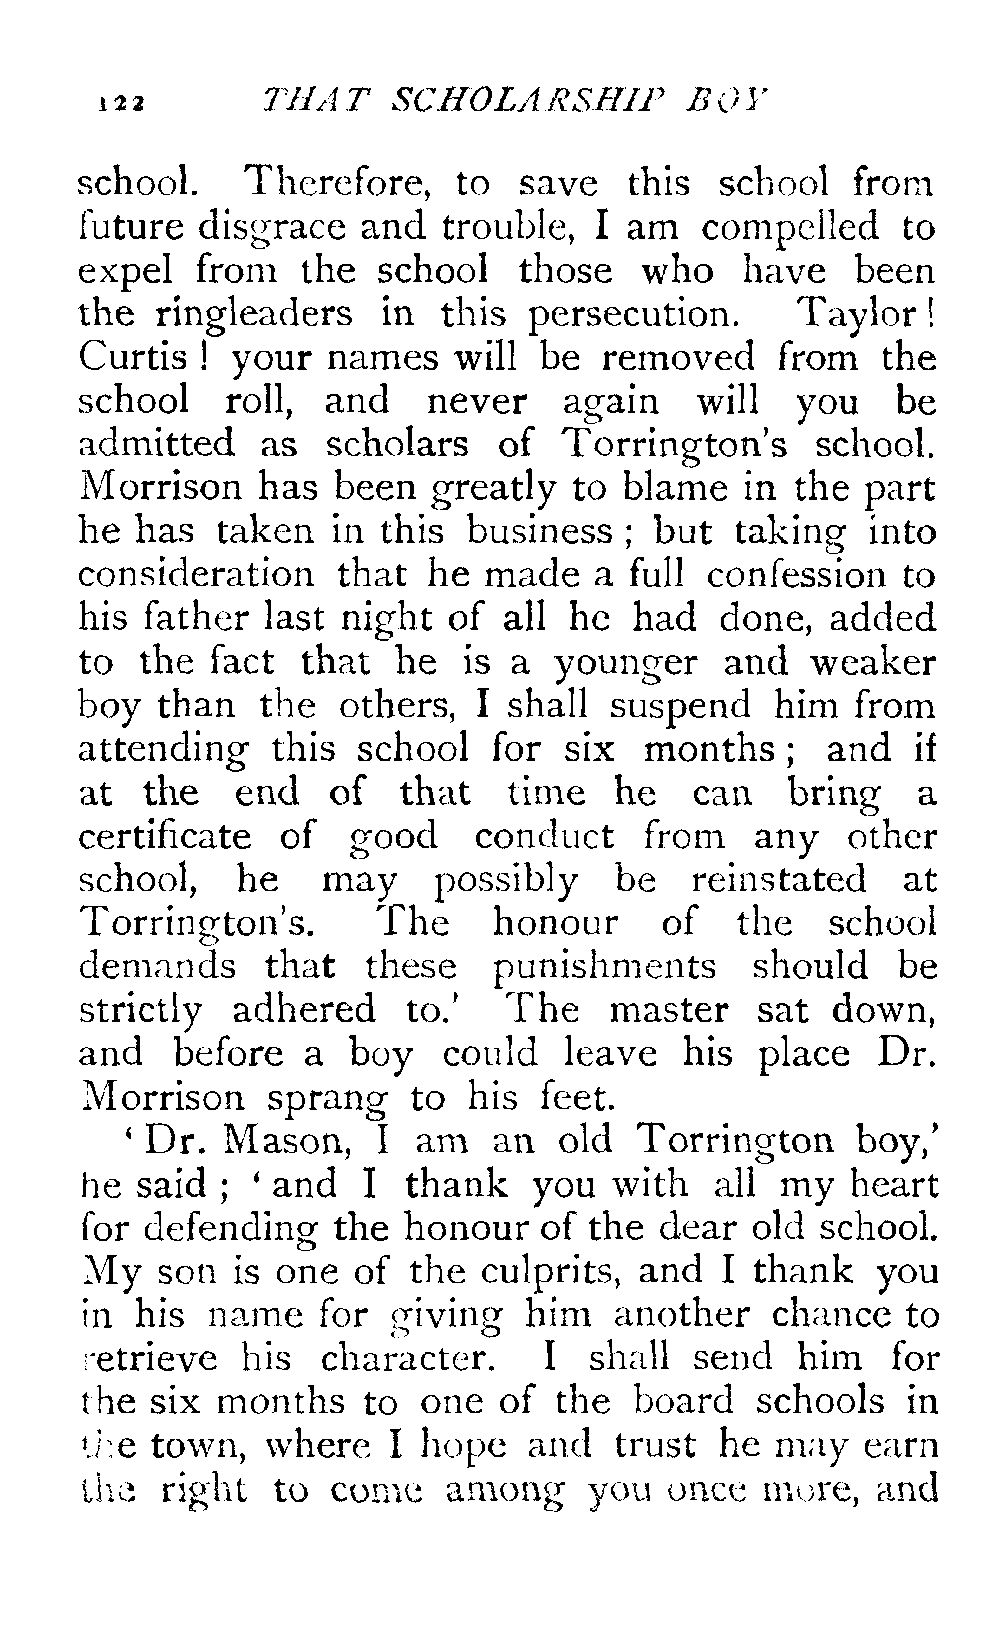 122 THAT SCHOLARSHIP BOY
school. Therefore, to save this school from
future disgrace and trouble, I am compelled to
expel from the school those who have been
the ringleaders in this persecution. Taylor!
Curtis! your names will be removed from the
school roll, and never again will you be
admitted as scholars of Torrington's school.
Morrison has been greatly to blame in the part
he has taken in this business; but taking into
consideration that he made a full confession to
his father last night of all he had done, added
to the fact that he is a younger and weaker
boy than the others, I shall suspend him from
attending this school for six months; and if
at the end of that time he can bring a
certificate of good conduct from any other
school, he may possibly be reinstated at
Torrington's. The honour of the school
demands that these punishments should be
strictly adhered to.' The master sat down,
and before a boy could leave his place Dr.
Morrison sprang to his feet.
'Dr. Mason, I am an old Torrington boy,'
he said; 'and I thank you with all my heart
for defending the honour of the dear old school.
My son is one of the culprits, and I thank you
in his name for giving him another chance to
retrieve his character. I shall send him for
the six months to one of the board schools in
the town, where I hope and trust he may earn
the right to come among you once more, and